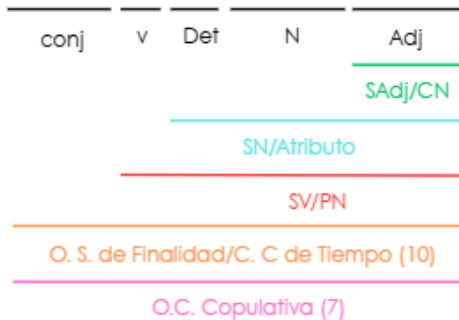 conj v Det N Adj
SAdj/CN
SN/Atributo
SV/PN
O. S. de Finalidad/C. C de Tiempo (10)
O.C. Copulativa (7)